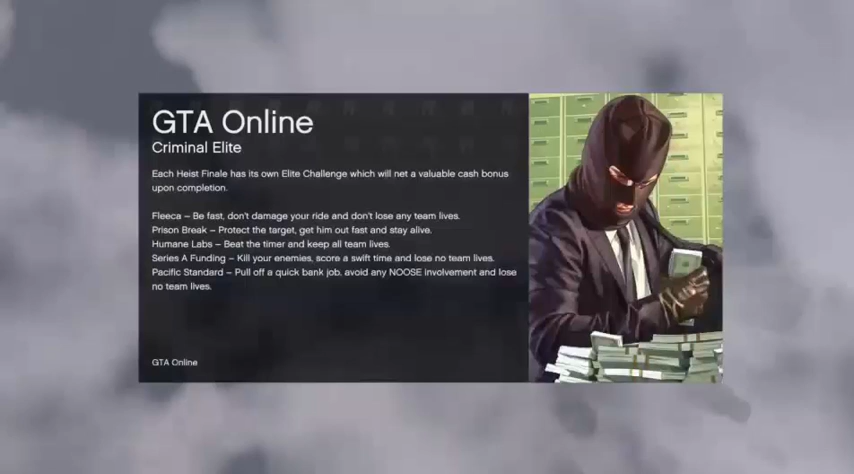 GTA Online
Criminal Elite
Each Heist Finale has its own Elite Challenge which will net a valuable cash bonus
upon completion.
Fleeca – Be fast, don't damage your ride and don't lose any team lives.
Prison Break – Protect the target, get him out fast and stay alive.
Humane Labs – Beat the timer and keep all team lives.
Series A Funding – Kill your enemies, score a swift time and lose no team lives.
Pacific Standard – Pull off a quick bank job, avoid any NOOSE involvement and lose
no team lives.
GTA Online